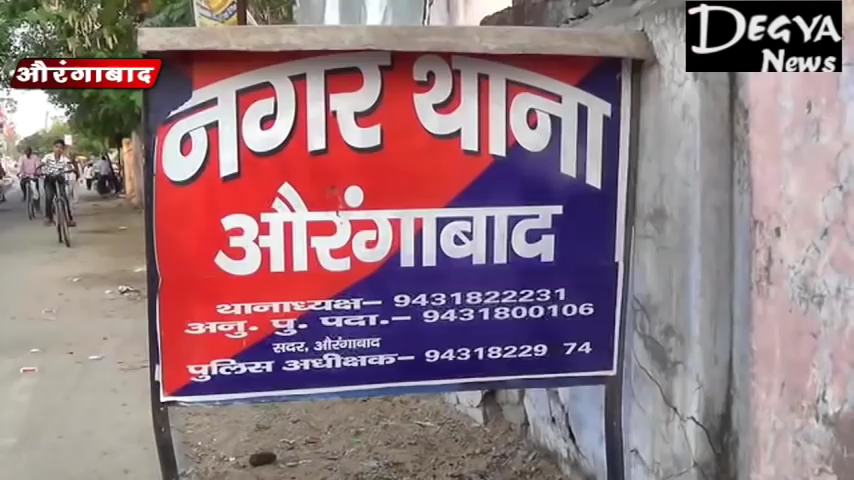 DEGYA
News
औरंगाबाद
नगर थाना
औरंगाबाद
थानाध्यक्ष– 9431822231
अनु. पु. पदा.– 9431800106
सदर, औरंगाबाद
पुलिस अधीक्षक– 94318229 74